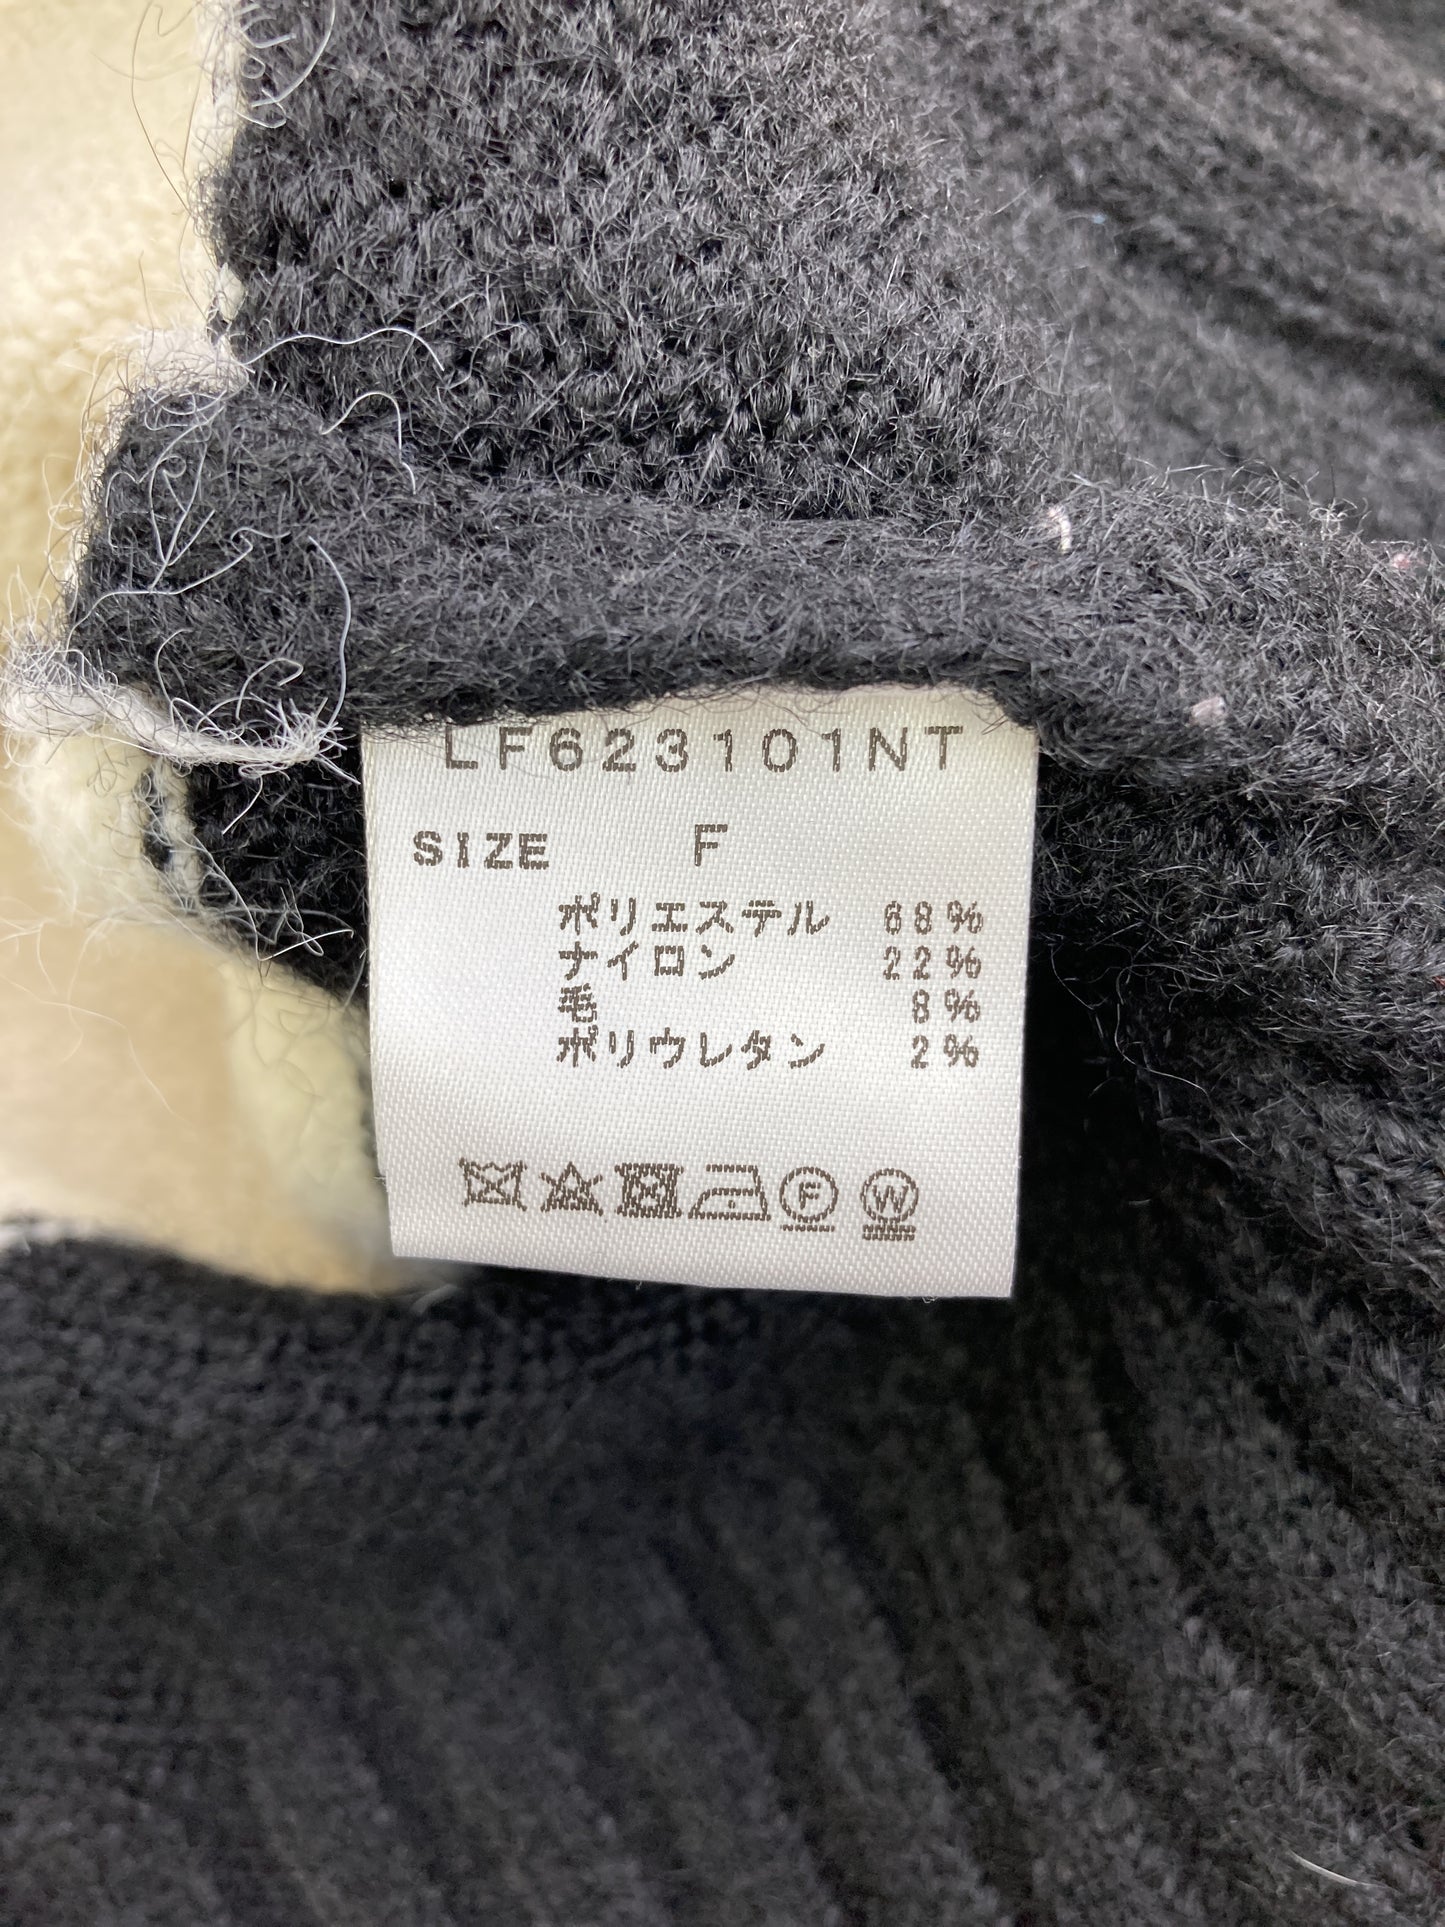 LF623101NT
SIZE F
ポリエステル 68%
ナイロン 22%
毛 8%
ポリウレタン 2%
F W